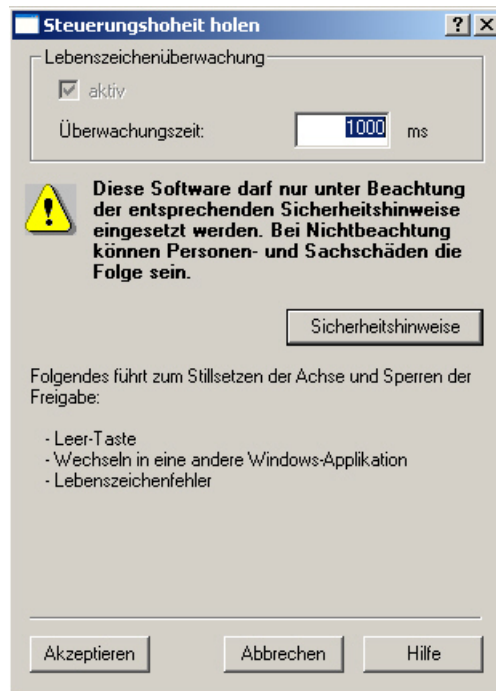 Steuerungshoheit holen
Lebenszeichenüberwachung
aktiv
Überwachungszeit: 1000 ms
Diese Software darf nur unter Beachtung
der entsprechenden Sicherheitshinweise
eingesetzt werden. Bei Nichtbeachtung
können Personen- und Sachschäden die
Folge sein.
Sicherheitshinweise
Folgendes führt zum Stillsetzen der Achse und Sperren der
Freigabe:
- Leer-Taste
- Wechseln in eine andere Windows-Applikation
- Lebenszeichenfehler
Akzeptieren Abbrechen Hilfe